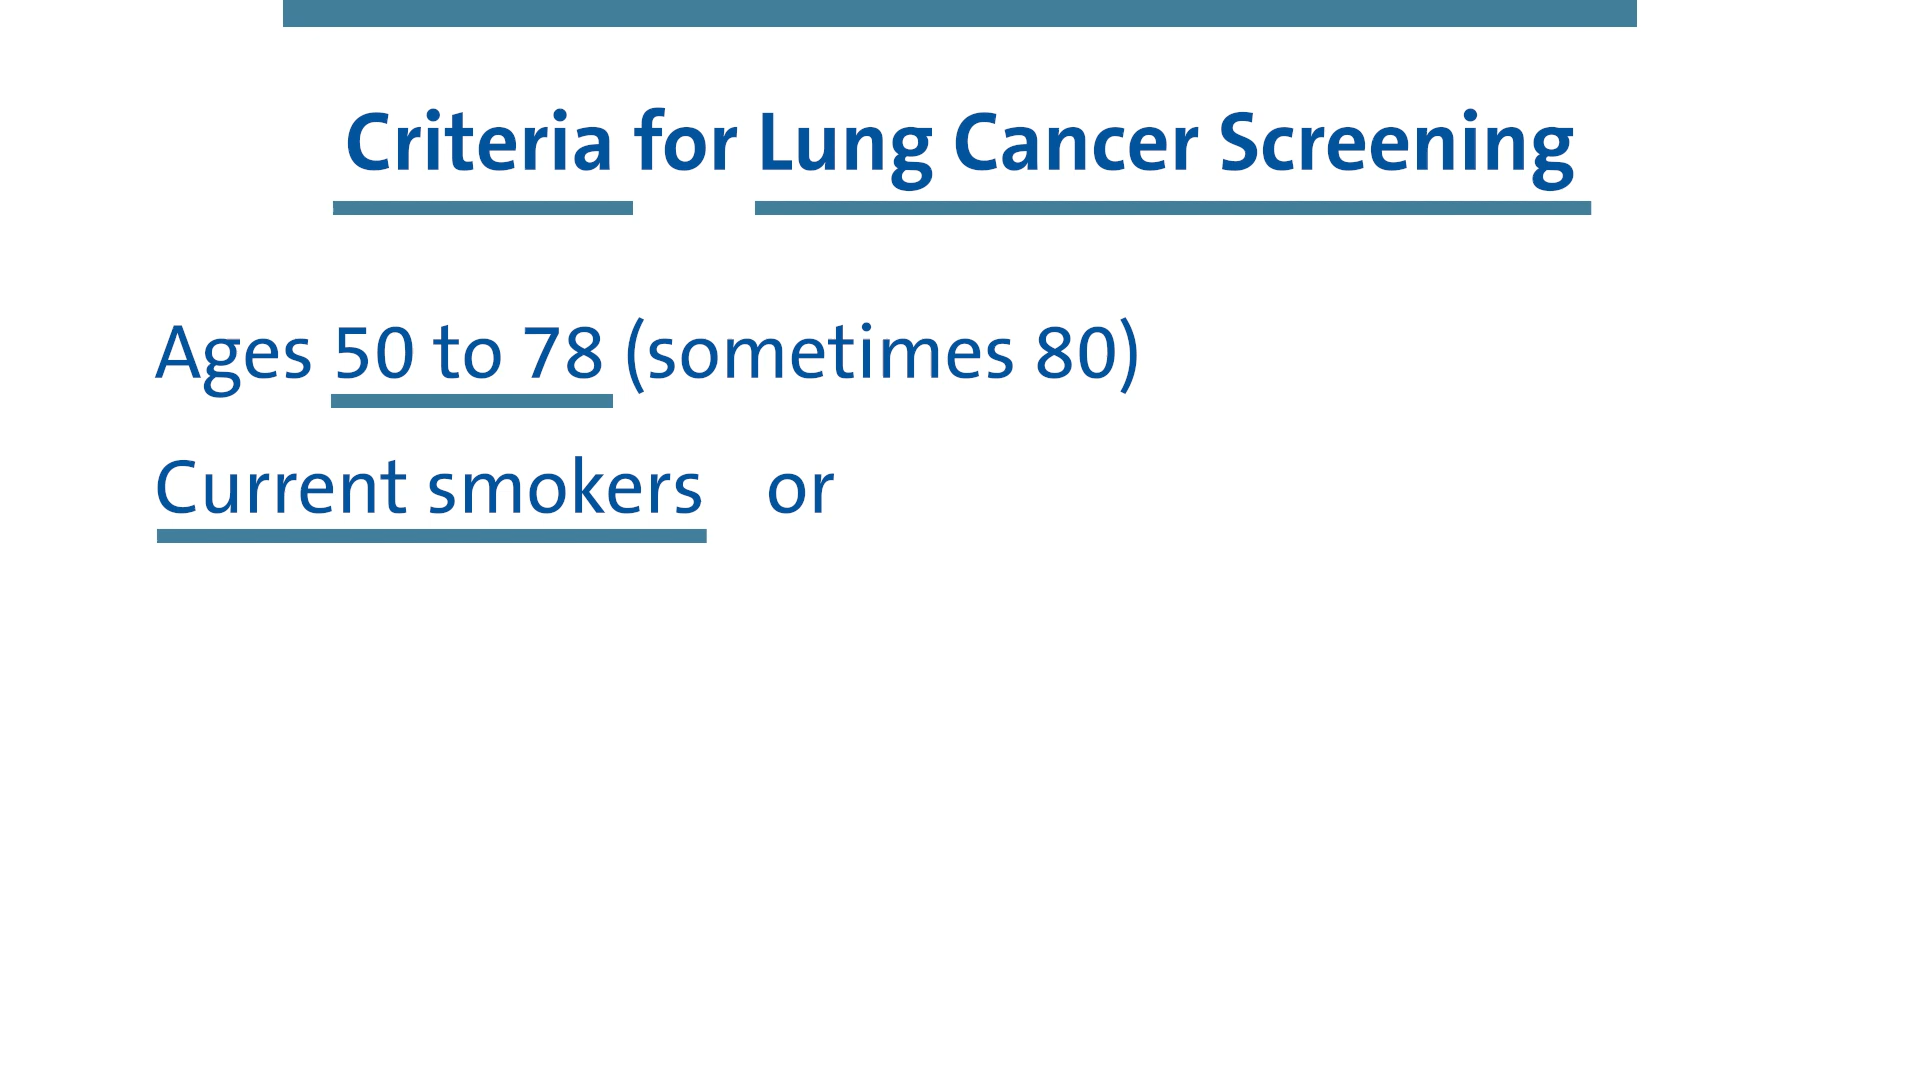 Criteria for Lung Cancer Screening
Ages 50 to 78 (sometimes 80)
Current smokers or